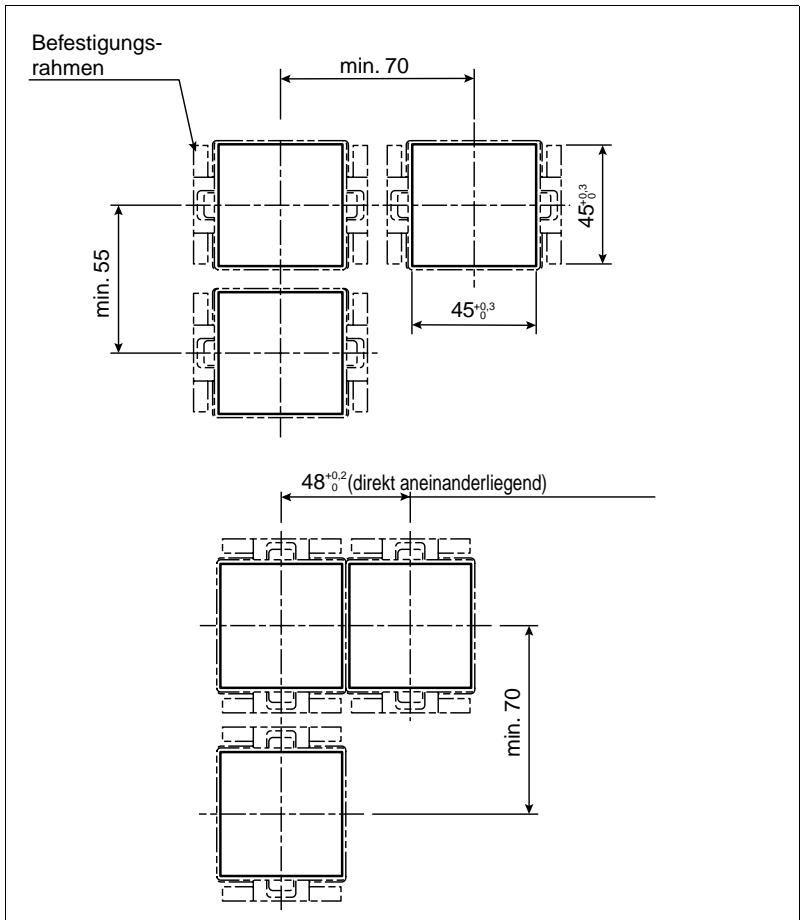 Befestigungs-
rahmen
min. 70
45+0,3 0
min. 55
45+0,3 0
48+0,2 0 (direkt aneinanderliegend)
min. 70